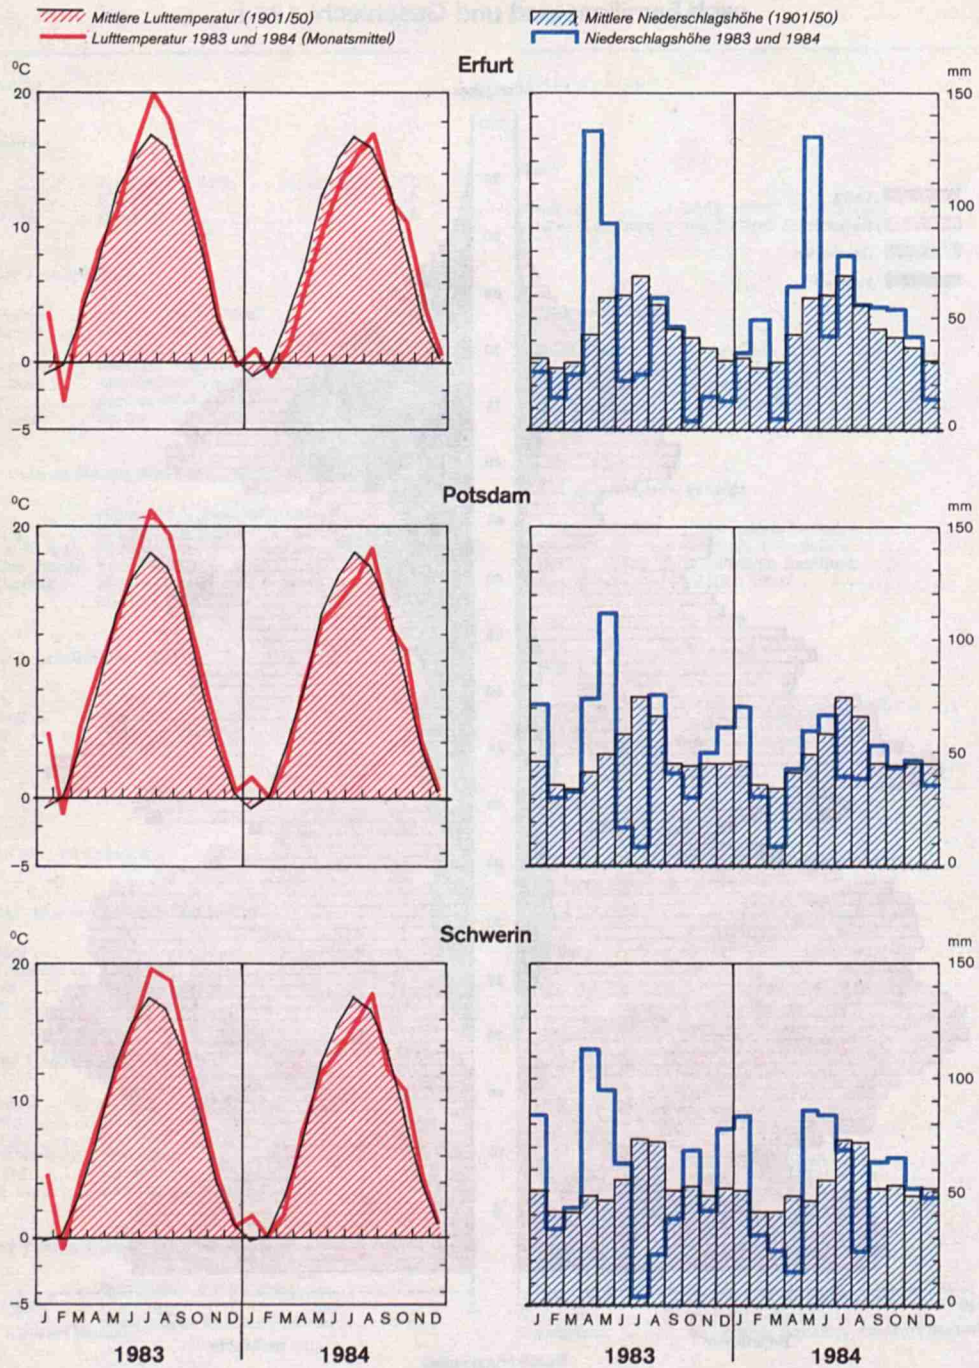 Mittlere Lufttemperatur (1901/50)
Lufttemperatur 1983 und 1984 (Monatsmittel)
Mittlere Niederschlagshöhe (1901/50)
Niederschlagshöhe 1983 und 1984
Erfurt
°C
20
10
0
−5
mm
150
100
50
0
Potsdam
°C
20
10
0
−5
mm
150
100
50
0
Schwerin
°C
20
10
0
−5
mm
150
100
50
0
J F M A M J J A S O N D J F M A M J J A S O N D
1983 1984
J F M A M J J A S O N D J F M A M J J A S O N D
1983 1984